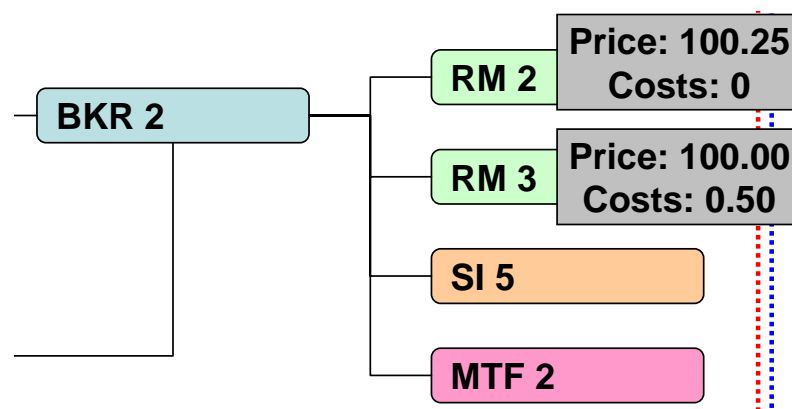 BKR 2
RM 2
Price: 100.25
Costs: 0
RM 3
Price: 100.00
Costs: 0.50
SI 5
MTF 2